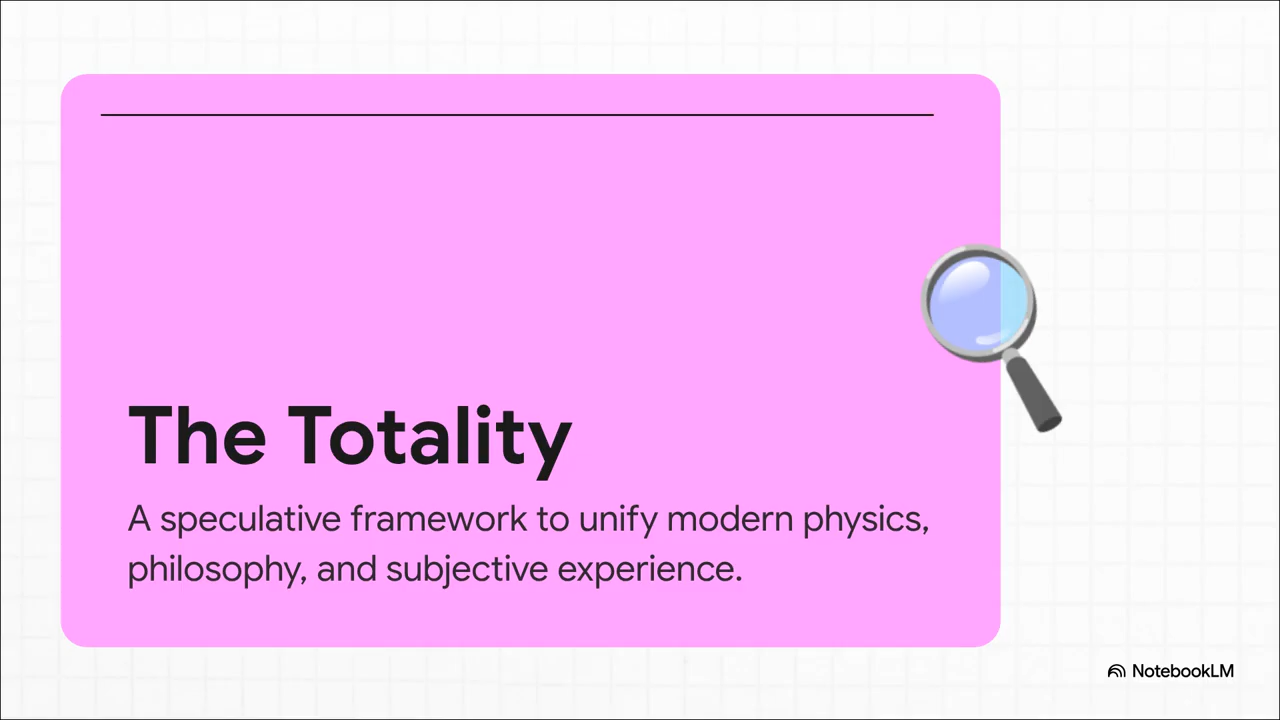 The Totality
A speculative framework to unify modern physics,
philosophy, and subjective experience.
NotebookLM